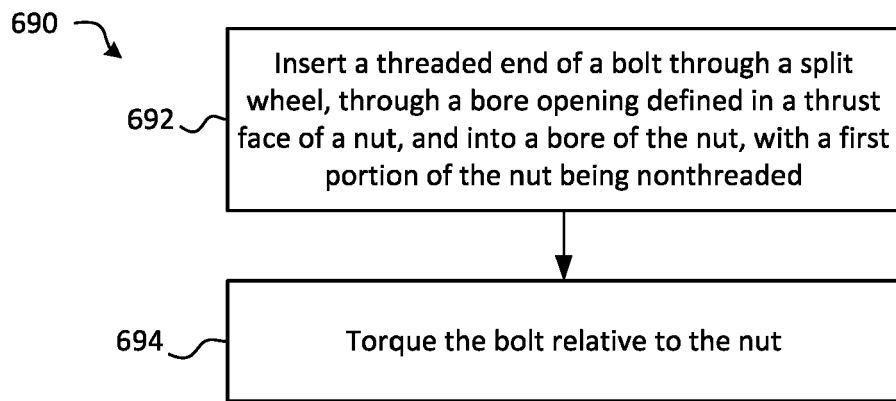 690
692
Insert a threaded end of a bolt through a split
wheel, through a bore opening defined in a thrust
face of a nut, and into a bore of the nut, with a first
portion of the nut being nonthreaded
694
Torque the bolt relative to the nut